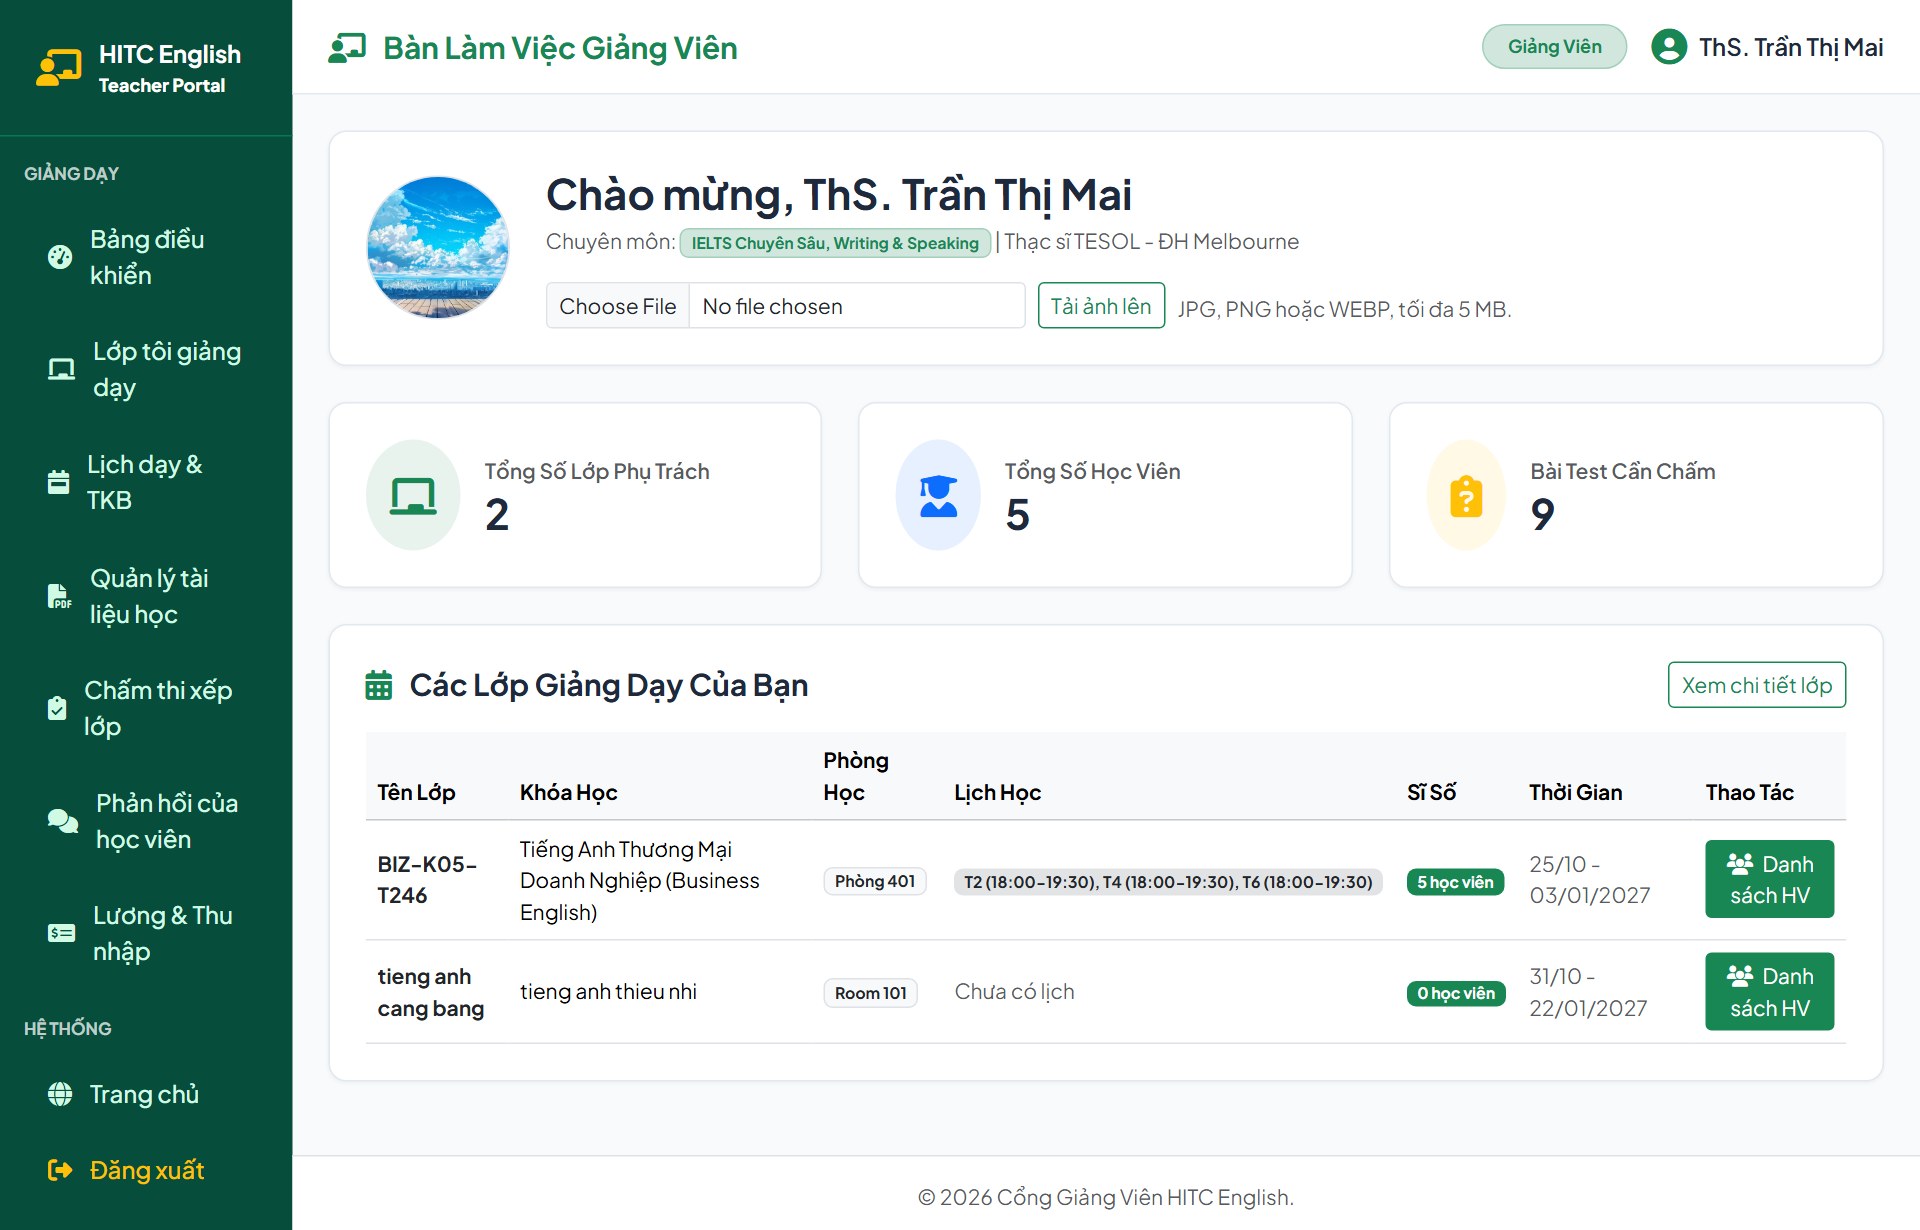 HITC English
Teacher Portal
GIẢNG DẠY
Bảng điều
khiển
Lớp tôi giảng
dạy
Lịch dạy &
TKB
Quản lý tài
liệu học
Chấm thi xếp
lớp
Phản hồi của
học viên
Lương & Thu
nhập
HỆ THỐNG
Trang chủ
Đăng xuất
Bàn Làm Việc Giảng Viên
Giảng Viên
ThS. Trần Thị Mai
Chào mừng, ThS. Trần Thị Mai
Chuyên môn: IELTS Chuyên Sâu, Writing & Speaking | Thạc sĩ TESOL - ĐH Melbourne
Choose File No file chosen Tải ảnh lên JPG, PNG hoặc WEBP, tối đa 5 MB.
Tổng Số Lớp Phụ Trách
2
Tổng Số Học Viên
5
Bài Test Cần Chấm
9
Các Lớp Giảng Dạy Của Bạn
Xem chi tiết lớp
Tên Lớp Khóa Học Phòng Học Lịch Học Sĩ Số Thời Gian Thao Tác
BIZ-K05-
T246
Tiếng Anh Thương Mại
Doanh Nghiệp (Business
English)
Phòng 401
T2 (18:00-19:30), T4 (18:00-19:30), T6 (18:00-19:30)
5 học viên
25/10 -
03/01/2027
Danh
sách HV
tieng anh
cang bang
tieng anh thieu nhi
Room 101
Chưa có lịch
0 học viên
31/10 -
22/01/2027
Danh
sách HV
© 2026 Cổng Giảng Viên HITC English.
PDF